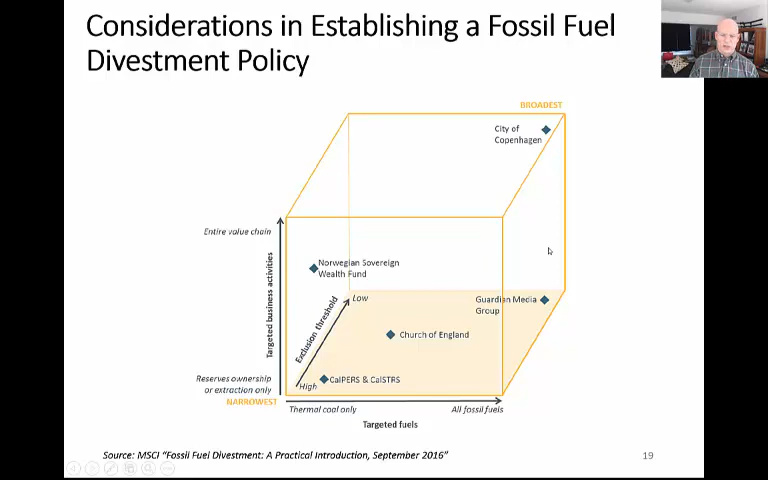 Considerations in Establishing a Fossil Fuel
Divestment Policy
BROADEST
City of
Copenhagen
Entire value chain
Targeted business activities
Norwegian Sovereign
Wealth Fund
Low
Exclusion threshold
Guardian Media
Group
Church of England
Reserves ownership
or extraction only
High
CalPERS & CalSTRS
NARROWEST
Thermal coal only
All fossil fuels
Targeted fuels
Source: MSCI “Fossil Fuel Divestment: A Practical Introduction, September 2016”
19